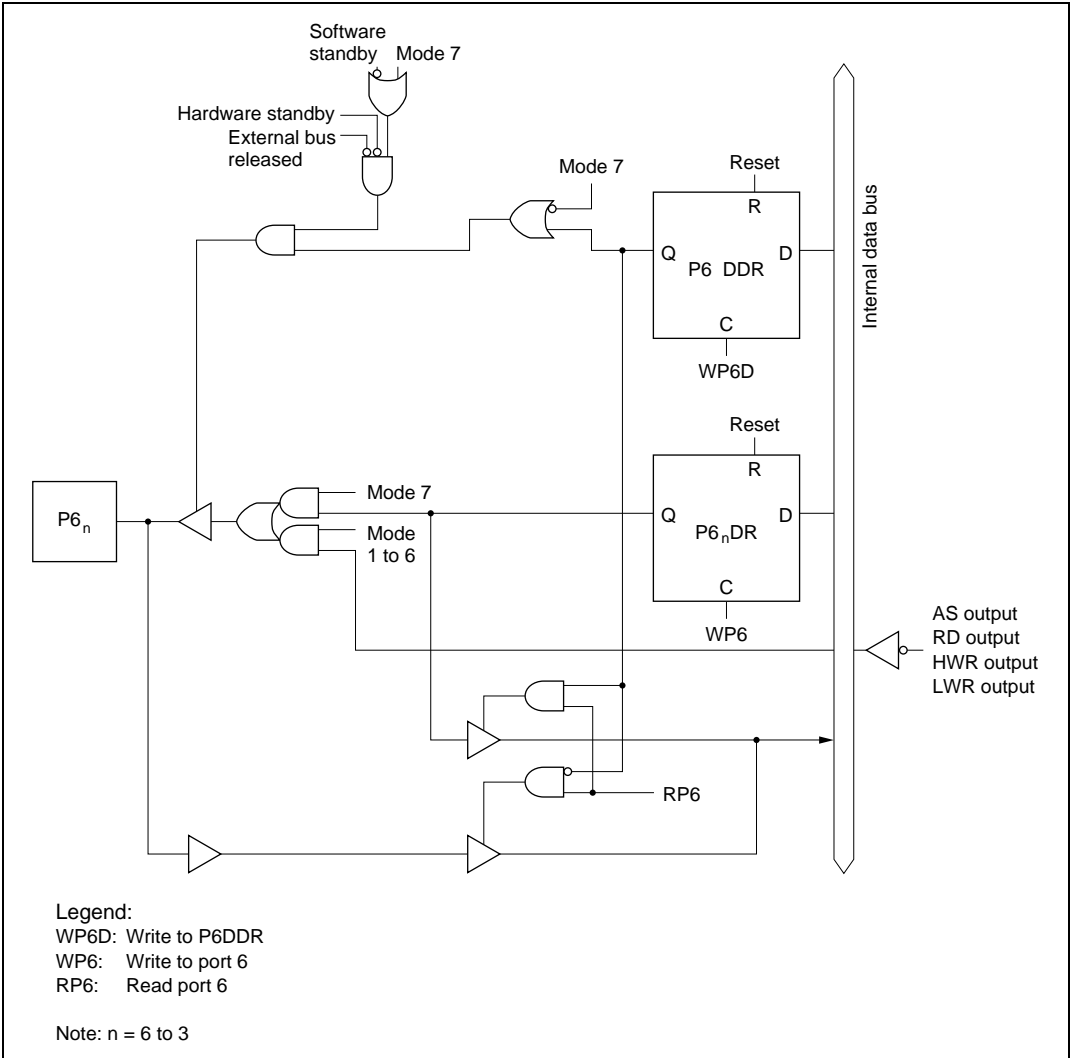 Software
standby
Mode 7
Hardware standby
External bus
released
Mode 7
Reset
R
Q
P6 DDR
D
C
WP6D
Internal data bus
Reset
R
Q
P6nDR
D
C
WP6
Mode 7
Mode
1 to 6
P6n
AS output
RD output
HWR output
LWR output
RP6
Legend:
WP6D: Write to P6DDR
WP6: Write to port 6
RP6: Read port 6
Note: n = 6 to 3